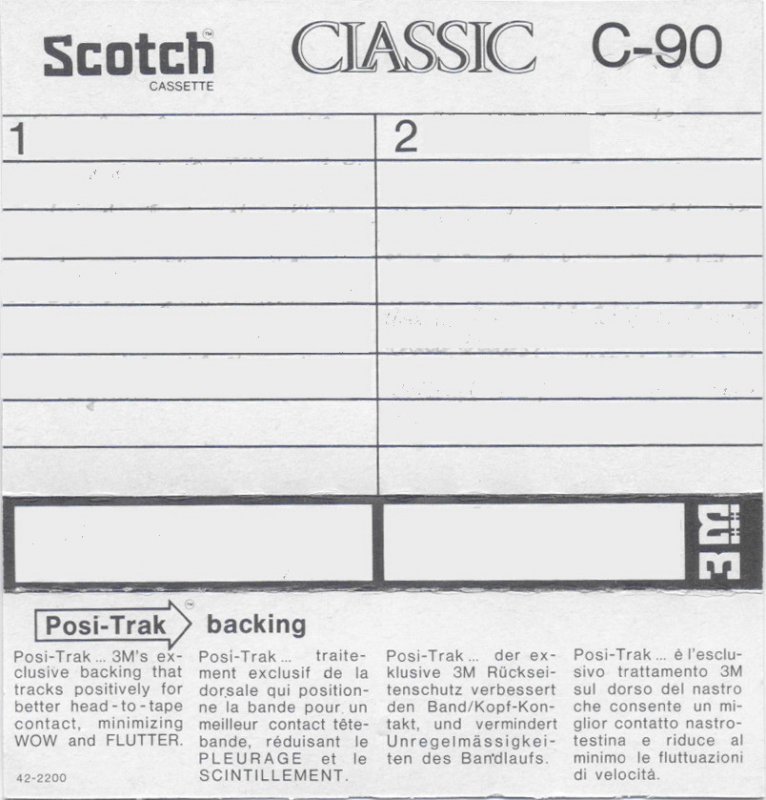 Scotch™ CLASSIC C-90
CASSETTE
1 2
3M
Posi-Trak™ backing
Posi-Trak ... 3M's ex-
clusive backing that
tracks positively for
better head-to-tape
contact, minimizing
WOW and FLUTTER.
42-2200
Posi-Trak ... traite-
ment exclusif de la
dorsale qui position-
ne la bande pour un
meilleur contact tête-
bande, réduisant le
PLEURAGE et le
SCINTILLEMENT.
Posi-Trak ... der ex-
klusive 3M Rücksei-
tenschutz verbessert
den Band/Kopf-Kon-
takt, und vermindert
Unregelmässigkei-
ten des Bandlaufs.
Posi-Trak ... è l'esclu-
sivo trattamento 3M
sul dorso del nastro
che consente un mi-
glior contatto nastro-
testina e riduce al
minimo le fluttuazioni
di velocità.